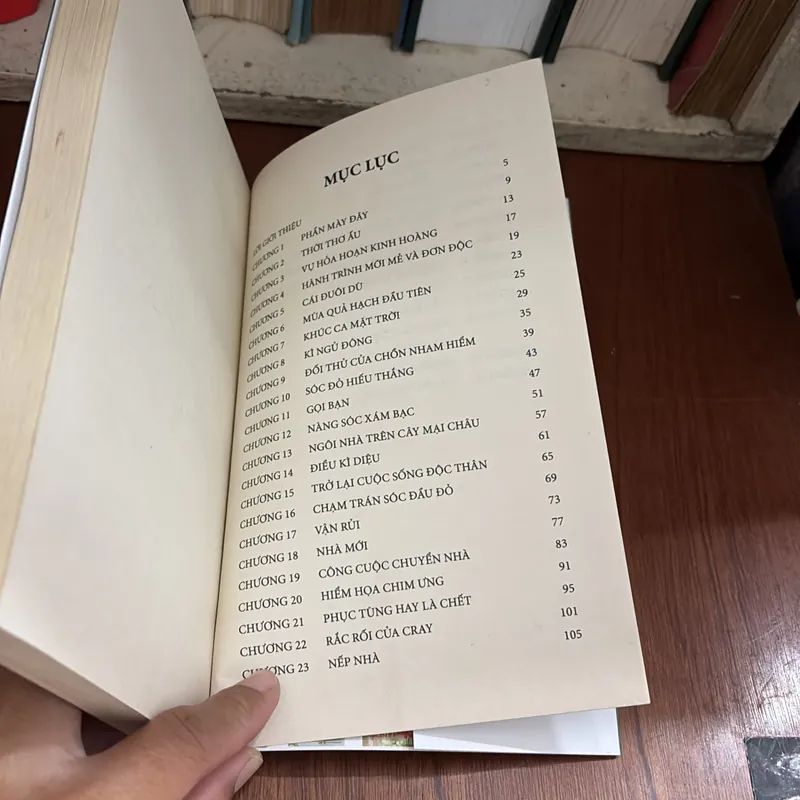 MỤC LỤC
LỜI GIỚI THIỆU 5
CHƯƠNG 1 PHẦN MÀY ĐÂY 9
CHƯƠNG 2 THỜI THƠ ẤU 13
CHƯƠNG 3 VỤ HỎA HOẠN KINH HOÀNG 17
CHƯƠNG 4 HÀNH TRÌNH MỚI MẺ VÀ ĐƠN ĐỘC 19
CHƯƠNG 5 CÁI ĐUÔI DÙ 23
CHƯƠNG 6 MÙA QUẢ HẠCH ĐẦU TIÊN 25
CHƯƠNG 7 KHÚC CA MẶT TRỜI 29
CHƯƠNG 8 KÌ NGỦ ĐÔNG 35
CHƯƠNG 9 ĐỐI THỦ CỦA CHỒN NHAM HIỂM 39
CHƯƠNG 10 SÓC ĐỎ HIẾU THẮNG 43
CHƯƠNG 11 GỌI BẠN 47
CHƯƠNG 12 NÀNG SÓC XÁM BẠC 51
CHƯƠNG 13 NGÔI NHÀ TRÊN CÂY MẠI CHÂU 57
CHƯƠNG 14 ĐIỀU KÌ DIỆU 61
CHƯƠNG 15 TRỞ LẠI CUỘC SỐNG ĐỘC THÂN 65
CHƯƠNG 16 CHẠM TRÁN SÓC ĐẦU ĐỎ 69
CHƯƠNG 17 VẬN RỦI 73
CHƯƠNG 18 NHÀ MỚI 77
CHƯƠNG 19 CÔNG CUỘC CHUYỂN NHÀ 83
CHƯƠNG 20 HIỂM HỌA CHIM ƯNG 91
CHƯƠNG 21 PHỤC TÙNG HAY LÀ CHẾT 95
CHƯƠNG 22 RẮC RỐI CỦA CRAY 101
CHƯƠNG 23 NẾP NHÀ 105